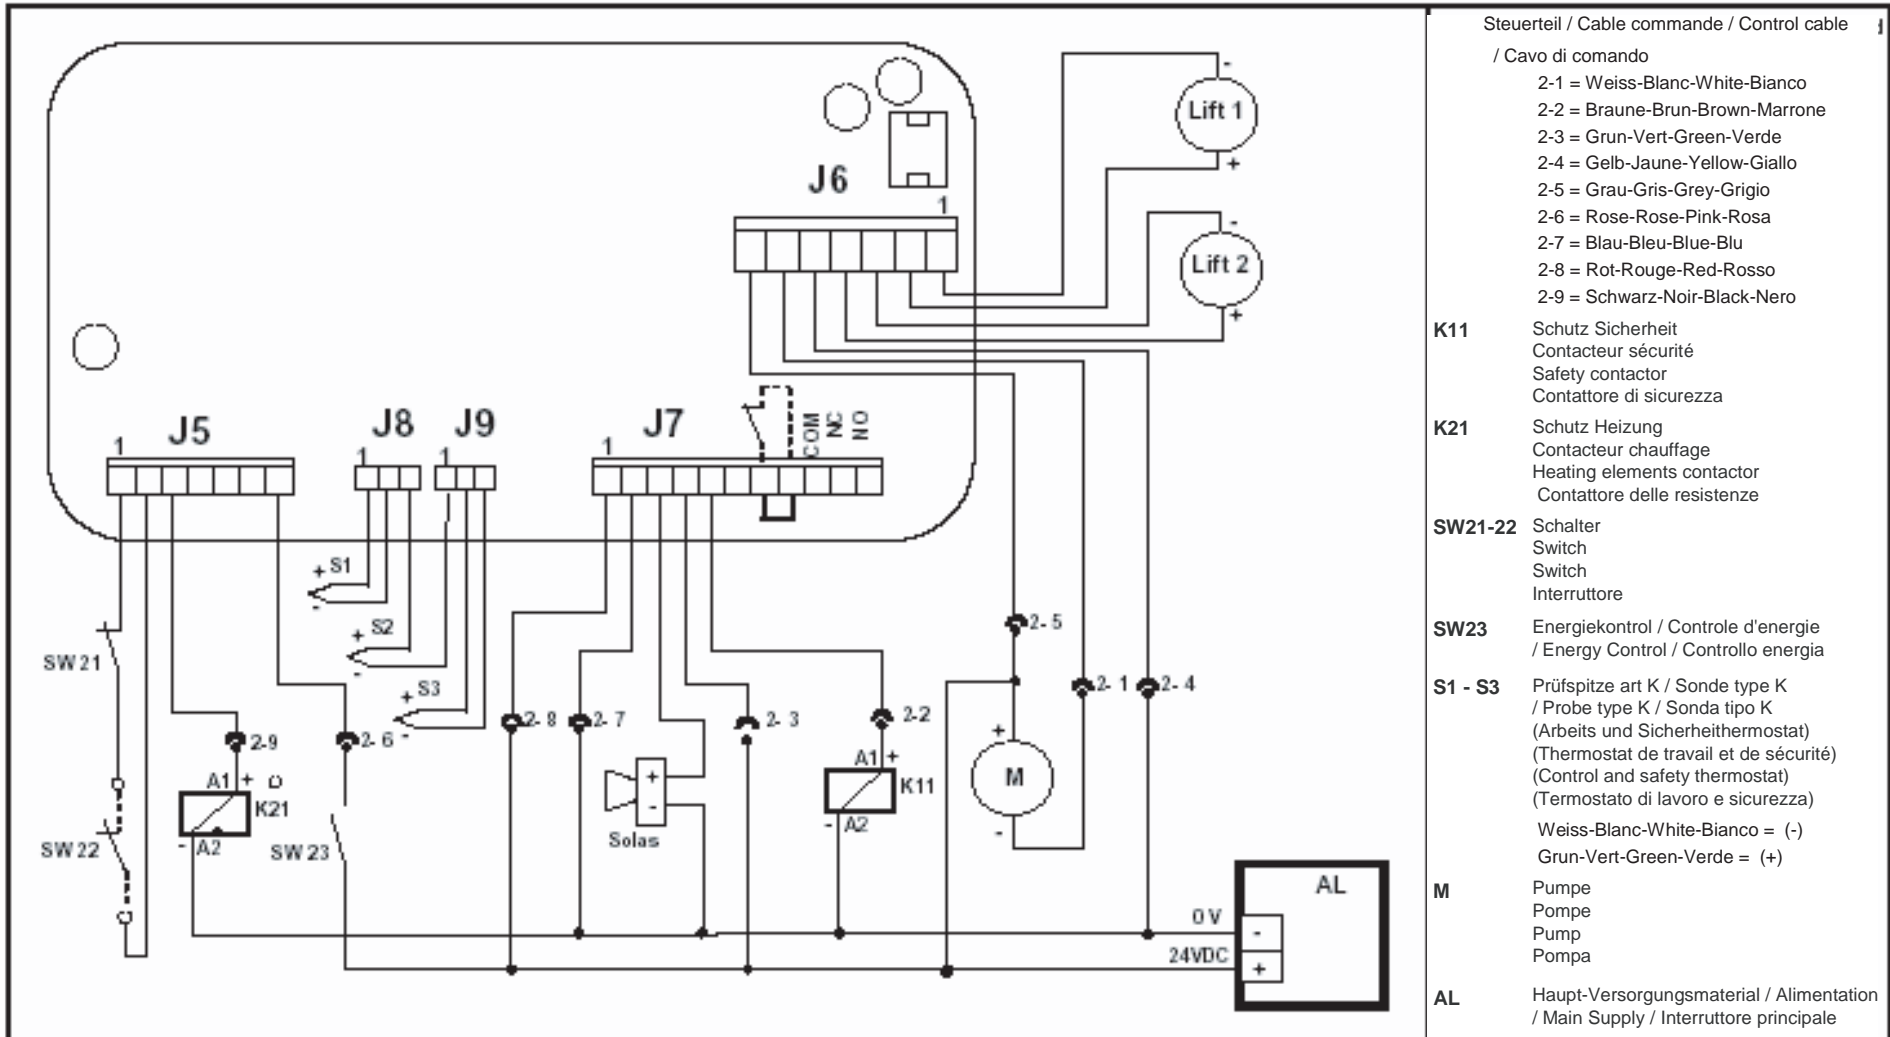 Lift 1
-
+
Lift 2
-
+
J6
1
J5
1
J8
1
J9
1
J7
1
COM
NC
NO
+ S1
-
+ S2
-
+ S3
-
SW 21
SW 22
2-9
A1 +
K21
- A2
2- 6
SW 23
2- 8
2- 7
+
-
Solas
2- 3
2-2
A1 +
K11
- A2
2- 5
+
M
-
2- 1
2- 4
AL
0 V
-
24VDC
+
Steuerteil / Cable commande / Control cable
/ Cavo di comando
2-1 = Weiss-Blanc-White-Bianco
2-2 = Braune-Brun-Brown-Marrone
2-3 = Grun-Vert-Green-Verde
2-4 = Gelb-Jaune-Yellow-Giallo
2-5 = Grau-Gris-Grey-Grigio
2-6 = Rose-Rose-Pink-Rosa
2-7 = Blau-Bleu-Blue-Blu
2-8 = Rot-Rouge-Red-Rosso
2-9 = Schwarz-Noir-Black-Nero
K11 Schutz Sicherheit
Contacteur sécurité
Safety contactor
Contattore di sicurezza
K21 Schutz Heizung
Contacteur chauffage
Heating elements contactor
Contattore delle resistenze
SW21-22 Schalter
Switch
Switch
Interruttore
SW23 Energiekontrol / Controle d'energie
/ Energy Control / Controllo energia
S1 - S3 Prüfspitze art K / Sonde type K
/ Probe type K / Sonda tipo K
(Arbeits und Sicherheithermostat)
(Thermostat de travail et de sécurité)
(Control and safety thermostat)
(Termostato di lavoro e sicurezza)
Weiss-Blanc-White-Bianco = (-)
Grun-Vert-Green-Verde = (+)
M Pumpe
Pompe
Pump
Pompa
AL Haupt-Versorgungsmaterial / Alimentation
/ Main Supply / Interruttore principale